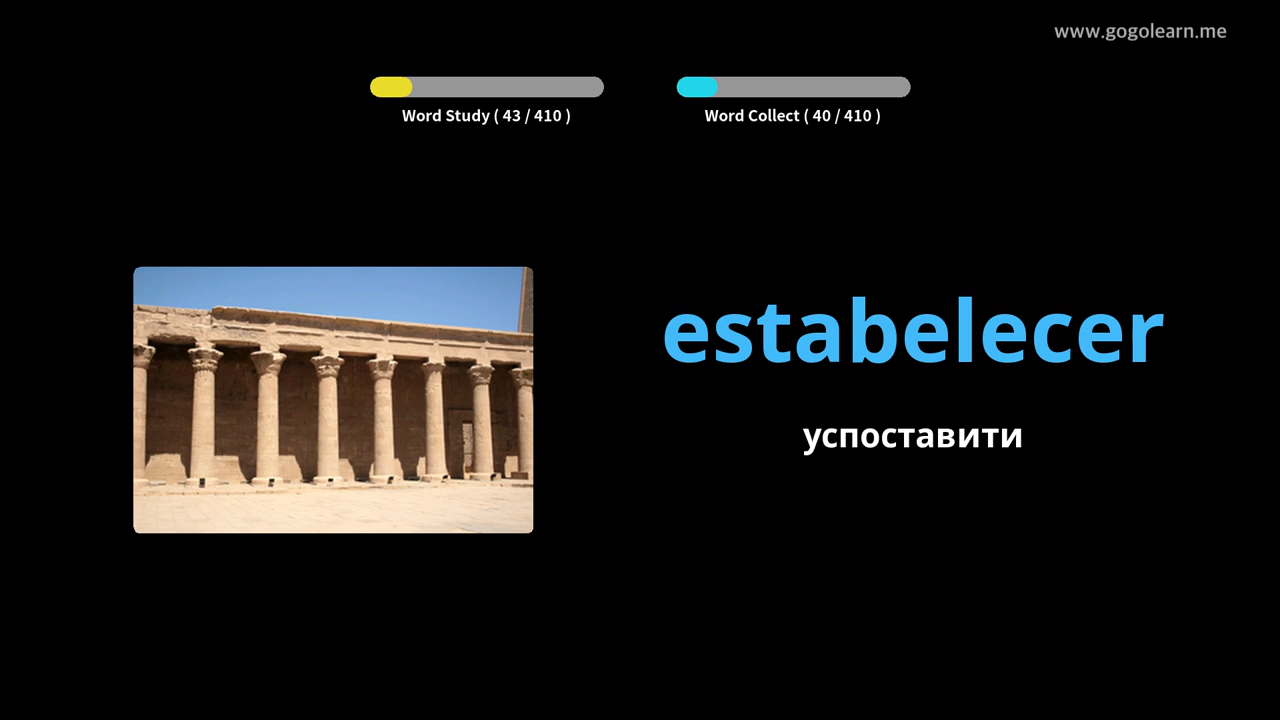 www.gogolearn.me
Word Study ( 43 / 410 )
Word Collect ( 40 / 410 )
estabelecer
успоставити